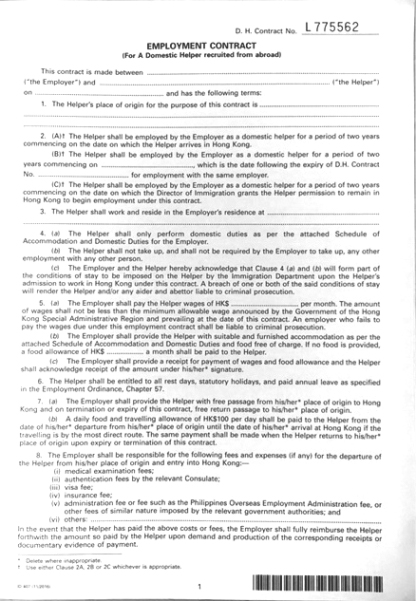 D. H. Contract No. L775562
EMPLOYMENT CONTRACT
(For A Domestic Helper recruited from abroad)
This contract is made between
("the Employer") and ("the Helper")
on and has the following terms:
1. The Helper's place of origin for the purpose of this contract is
2. (A)† The Helper shall be employed by the Employer as a domestic helper for a period of two years
commencing on the date on which the Helper arrives in Hong Kong.
(B)† The Helper shall be employed by the Employer as a domestic helper for a period of two
years commencing on , which is the date following the expiry of D.H. Contract
No. for employment with the same employer.
(C)† The Helper shall be employed by the Employer as a domestic helper for a period of two years
commencing on the date on which the Director of Immigration grants the Helper permission to remain in
Hong Kong to begin employment under this contract.
3. The Helper shall work and reside in the Employer's residence at
4. (a) The Helper shall only perform domestic duties as per the attached Schedule of
Accommodation and Domestic Duties for the Employer.
(b) The Helper shall not take up, and shall not be required by the Employer to take up, any other
employment with any other person.
(c) The Employer and the Helper hereby acknowledge that Clause 4 (a) and (b) will form part of
the conditions of stay to be imposed on the Helper by the Immigration Department upon the Helper's
admission to work in Hong Kong under this contract. A breach of one or both of the said conditions of stay
will render the Helper and/or any aider and abettor liable to criminal prosecution.
5. (a) The Employer shall pay the Helper wages of HK$ per month. The amount
of wages shall not be less than the minimum allowable wage announced by the Government of the Hong
Kong Special Administrative Region and prevailing at the date of this contract. An employer who fails to
pay the wages due under this employment contract shall be liable to criminal prosecution.
(b) The Employer shall provide the Helper with suitable and furnished accommodation as per the
attached Schedule of Accommodation and Domestic Duties and food free of charge. If no food is provided,
a food allowance of HK$ a month shall be paid to the Helper.
(c) The Employer shall provide a receipt for payment of wages and food allowance and the Helper
shall acknowledge receipt of the amount under his/her* signature.
6. The Helper shall be entitled to all rest days, statutory holidays, and paid annual leave as specified
in the Employment Ordinance, Chapter 57.
7. (a) The Employer shall provide the Helper with free passage from his/her* place of origin to Hong
Kong and on termination or expiry of this contract, free return passage to his/her* place of origin.
(b) A daily food and travelling allowance of HK$100 per day shall be paid to the Helper from the
date of his/her* departure from his/her* place of origin until the date of his/her* arrival at Hong Kong if the
travelling is by the most direct route. The same payment shall be made when the Helper returns to his/her*
place of origin upon expiry or termination of this contract.
8. The Employer shall be responsible for the following fees and expenses (if any) for the departure of
the Helper from his/her place of origin and entry into Hong Kong:—
(i) medical examination fees;
(ii) authentication fees by the relevant Consulate;
(iii) visa fee;
(iv) insurance fee;
(v) administration fee or fee such as the Philippines Overseas Employment Administration fee, or
other fees of similar nature imposed by the relevant government authorities; and
(vi) others:
In the event that the Helper has paid the above costs or fees, the Employer shall fully reimburse the Helper
forthwith the amount so paid by the Helper upon demand and production of the corresponding receipts or
documentary evidence of payment.
* Delete where inappropriate.
† Use either Clause 2A, 2B or 2C whichever is appropriate.
1